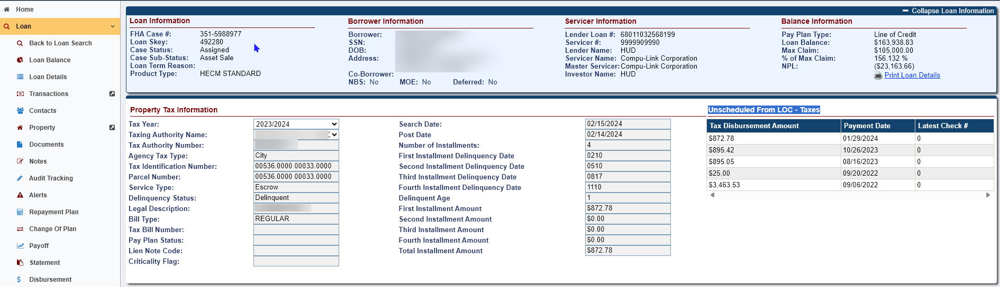 Home
Loan
Back to Loan Search
Loan Balance
Loan Details
Transactions
Contacts
Property
Documents
Notes
Audit Tracking
Alerts
Repayment Plan
Change Of Plan
Payoff
Statement
Disbursement
Collapse Loan Information
Loan Information
FHA Case #: 351-5988977
Loan Skey: 492280
Case Status: Assigned
Case Sub-Status: Asset Sale
Loan Term Reason:
Product Type: HECM STANDARD
Borrower Information
Borrower:
SSN:
DOB:
Address:
Co-Borrower:
NBS: No MOE: No Deferred: No
Servicer Information
Lender Loan #: 68011032568199
Servicer #: 9999909990
Lender Name: HUD
Servicer Name: Compu-Link Corporation
Master Servicer: Compu-Link Corporation
Investor Name: HUD
Balance Information
Pay Plan Type: Line of Credit
Loan Balance: $163,938.83
Max Claim: $105,000.00
% of Max Claim: 156.132 %
NPL: ($23,163.66)
Print Loan Details
Property Tax Information
Tax Year: 2023/2024
Taxing Authority Name:
Tax Authority Number:
Agency Tax Type: City
Tax Identification Number: 00536.0000 00033.0000
Parcel Number: 00536.0000 00033.0000
Service Type: Escrow
Delinquency Status: Delinquent
Legal Description:
Bill Type: REGULAR
Tax Bill Number:
Pay Plan Status:
Lien Note Code:
Criticality Flag:
Search Date: 02/15/2024
Post Date 02/14/2024
Number of Installments: 4
First Installment Delinquency Date 0210
Second Installment Delinquency Date 0510
Third Installment Delinquency Date 0817
Fourth Installment Delinquency Date 1110
Delinquent Age 1
First Installment Amount $872.78
Second Installment Amount $0.00
Third Installment Amount $0.00
Fourth Installment Amount $0.00
Total Installment Amount $872.78
Unscheduled From LOC - Taxes
Tax Disbursement Amount Payment Date Latest Check #
$872.78 01/29/2024 0
$895.42 10/26/2023 0
$895.05 08/16/2023 0
$25.00 09/20/2022 0
$3,463.53 09/06/2022 0